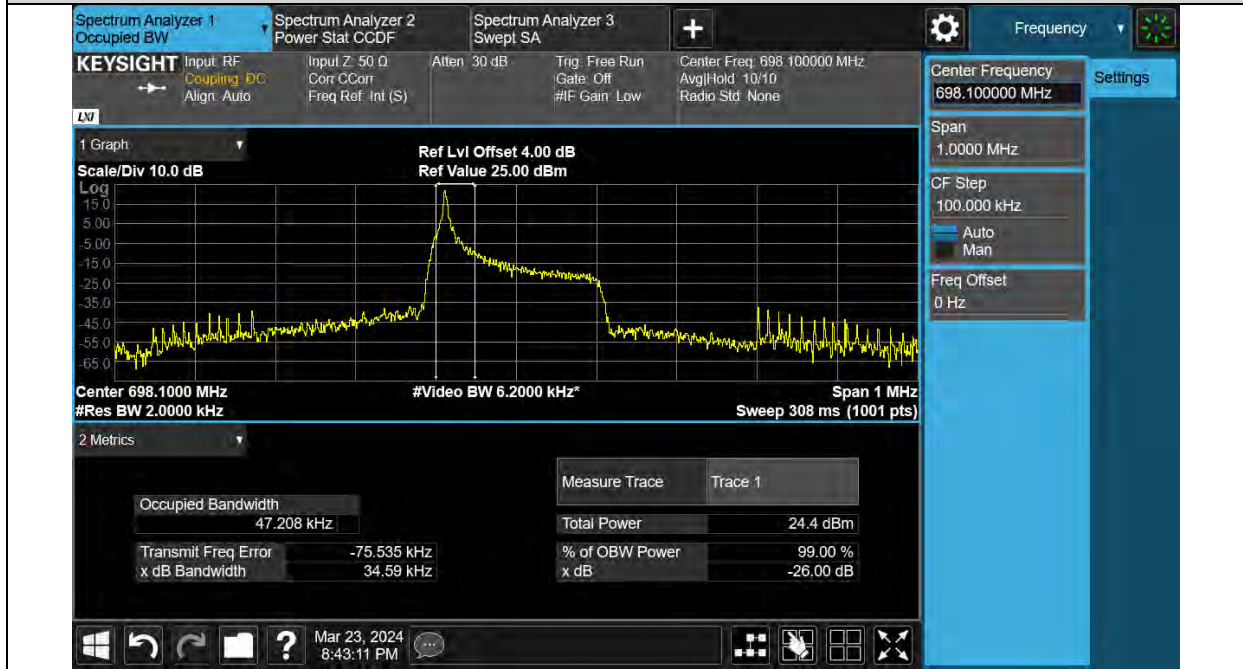 Spectrum Analyzer 1
Occupied BW
Spectrum Analyzer 2
Power Stat CCDF
Spectrum Analyzer 3
Swept SA
+
Frequency
KEYSIGHT
Input: RF
Coupling: DC
Align: Auto
Input Z: 50 Ω
Corr CCorr
Freq Ref: Int (S)
Atten: 30 dB
Trig: Free Run
Gate: Off
#IF Gain: Low
Center Freq: 698.100000 MHz
Avg|Hold: 10/10
Radio Std: None
LXI
Center Frequency
698.100000 MHz
Settings
Span
1.0000 MHz
CF Step
100.000 kHz
Auto
Man
Freq Offset
0 Hz
1 Graph
Scale/Div 10.0 dB
Ref Lvl Offset 4.00 dB
Ref Value 25.00 dBm
Log
15.0
5.00
-5.00
-15.0
-25.0
-35.0
-45.0
-55.0
-65.0
Center 698.1000 MHz
#Video BW 6.2000 kHz*
Span 1 MHz
#Res BW 2.0000 kHz
Sweep 308 ms (1001 pts)
2 Metrics
Measure Trace
Trace 1
Occupied Bandwidth
47.208 kHz
Total Power
24.4 dBm
Transmit Freq Error
-75.535 kHz
% of OBW Power
99.00 %
x dB Bandwidth
34.59 kHz
x dB
-26.00 dB
?
Mar 23, 2024
8:43:11 PM